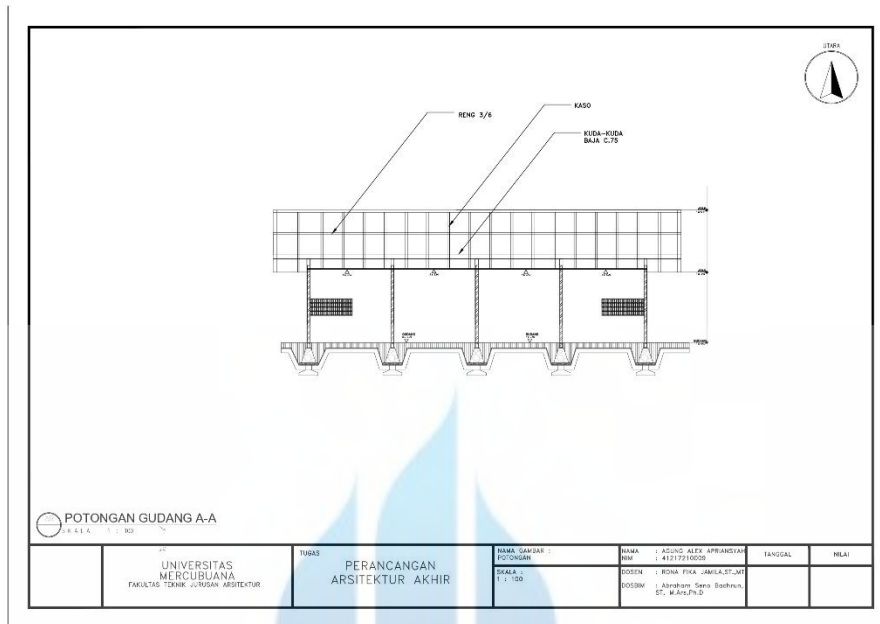 UTARA
RENG 3/6
KASO
KUDA-KUDA
BAJA C.75
GUDANG
GUDANG
POTONGAN GUDANG A-A
SKALA 1 : 100
UNIVERSITAS
MERCUBUANA
FAKULTAS TEKNIK JURUSAN ARSITEKTUR
TUGAS
PERANCANGAN
ARSITEKTUR AKHIR
NAMA GAMBAR :
POTONGAN
SKALA :
1 : 100
NAMA : AGUNG ALEX APRIANSYAH
NIM : 41217210008
DOSEN : RONA FIKA JAMILA,ST.,MT
DOSBIM : Abraham Seno Bachrun,
ST, M.Ars,Ph.D
TANGGAL
NILAI